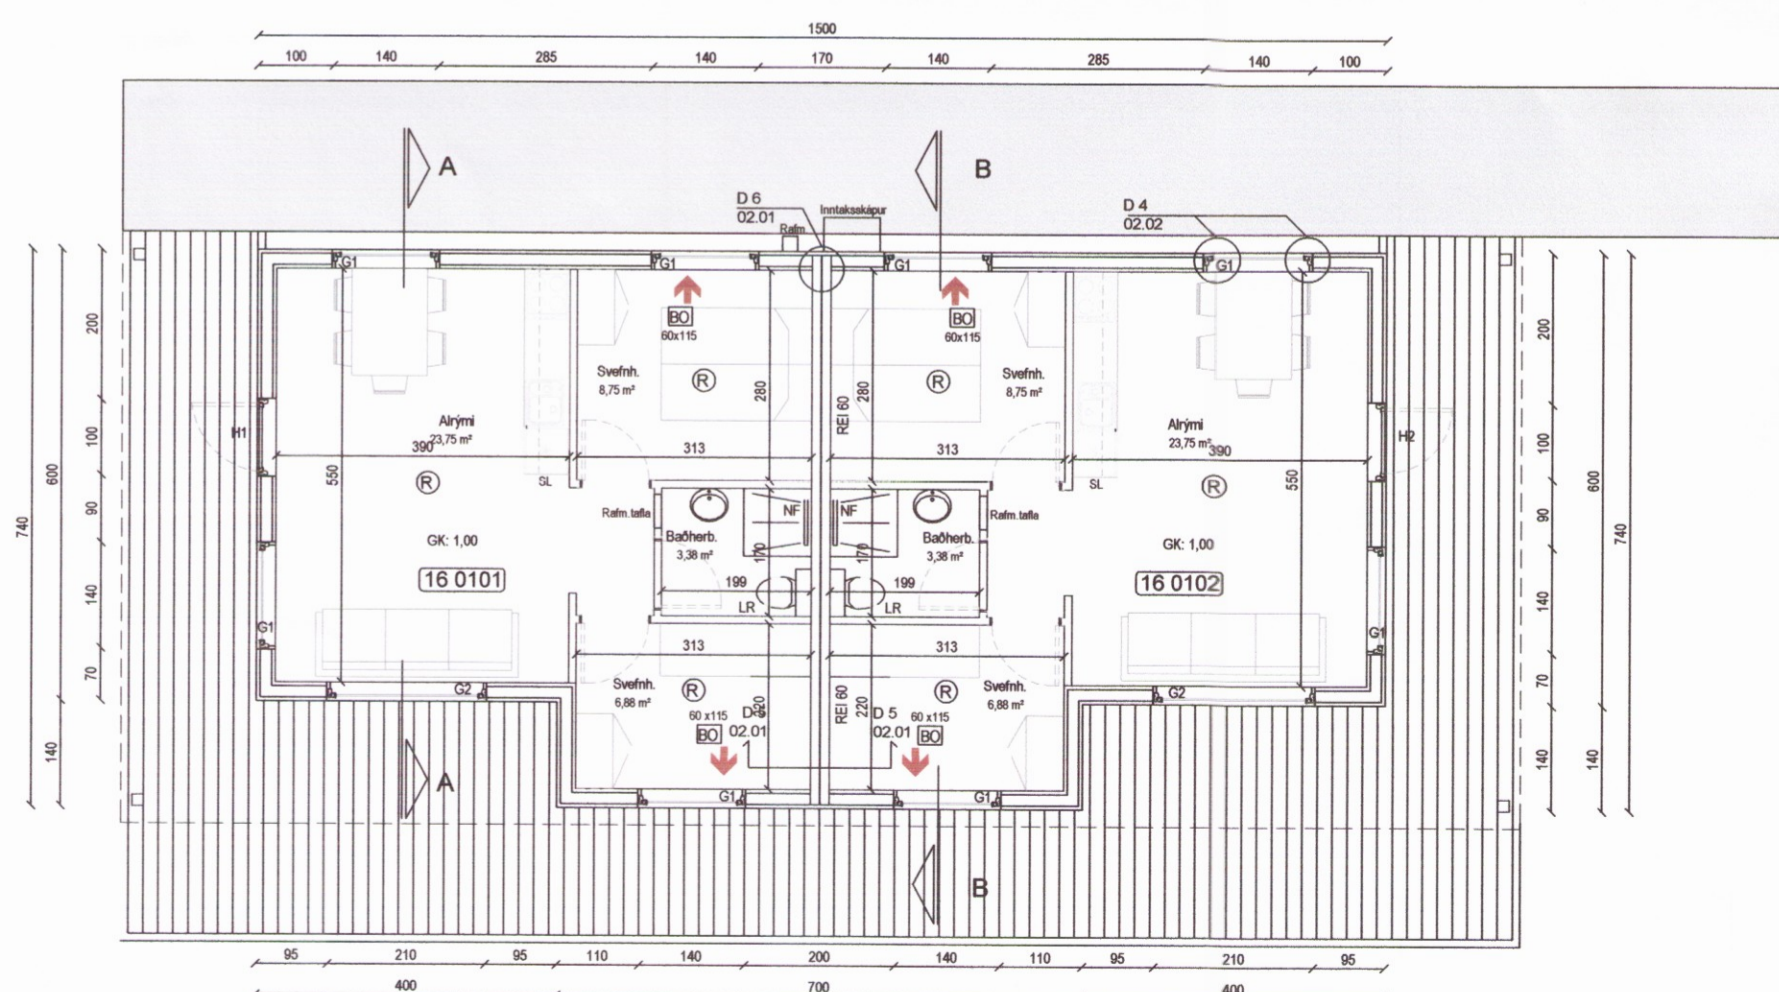 1500
100 140 285 140 170 140 285 140 100
A
B
D 6
02.01
Inntaksskápur
Rafm
D 4
02.02
G1 G1 G1 G1
BO
60x115
BO
60x115
Svefnh.
8,75 m²
R
Svefnh.
8,75 m²
R
280
280
REI 60
200
200
Alrými
23,75 m²
390
Alrými
23,75 m²
390
H1
H2
313
313
100
100
550
550
R
R
SL
SL
600
600
740
740
90
90
Rafm.tafla
Rafm.tafla
NF
NF
Baðherb.
3,38 m²
Baðherb.
3,38 m²
170
170
GK: 1,00
GK: 1,00
16 0101
16 0102
199
199
LR
LR
140
140
G1
G1
313
313
70
70
G2
G2
Svefnh.
6,88 m²
R
Svefnh.
6,88 m²
R
220
220
REI 60
60 x115
BO
60 x115
BO
D 5
02.01
D 5
02.01
140
140
140
140
A
G1
G1
B
95 210 95 110 140 200 140 110 95 210 95
400 700 400